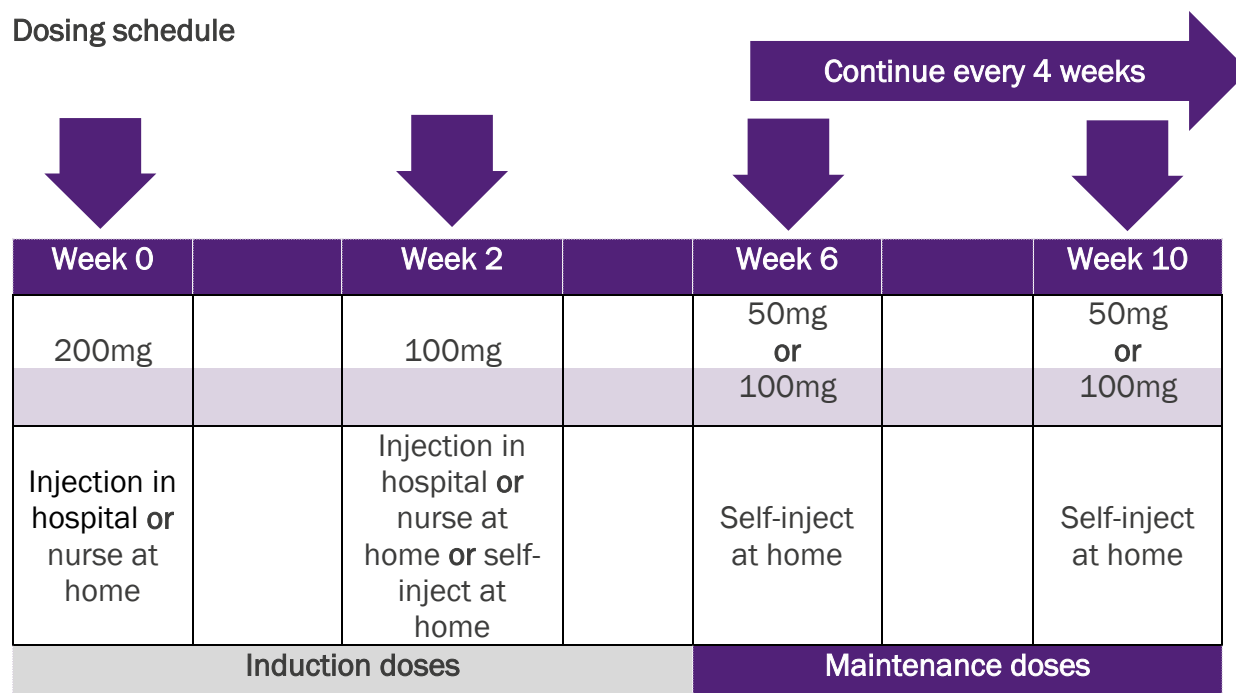 Dosing schedule
Continue every 4 weeks
Week 0
Week 2
Week 6
Week 10
200mg
100mg
50mg
or
100mg
50mg
or
100mg
Injection in
hospital or
nurse at
home
Injection in
hospital or
nurse at
home or self-
inject at
home
Self-inject
at home
Self-inject
at home
Induction doses
Maintenance doses